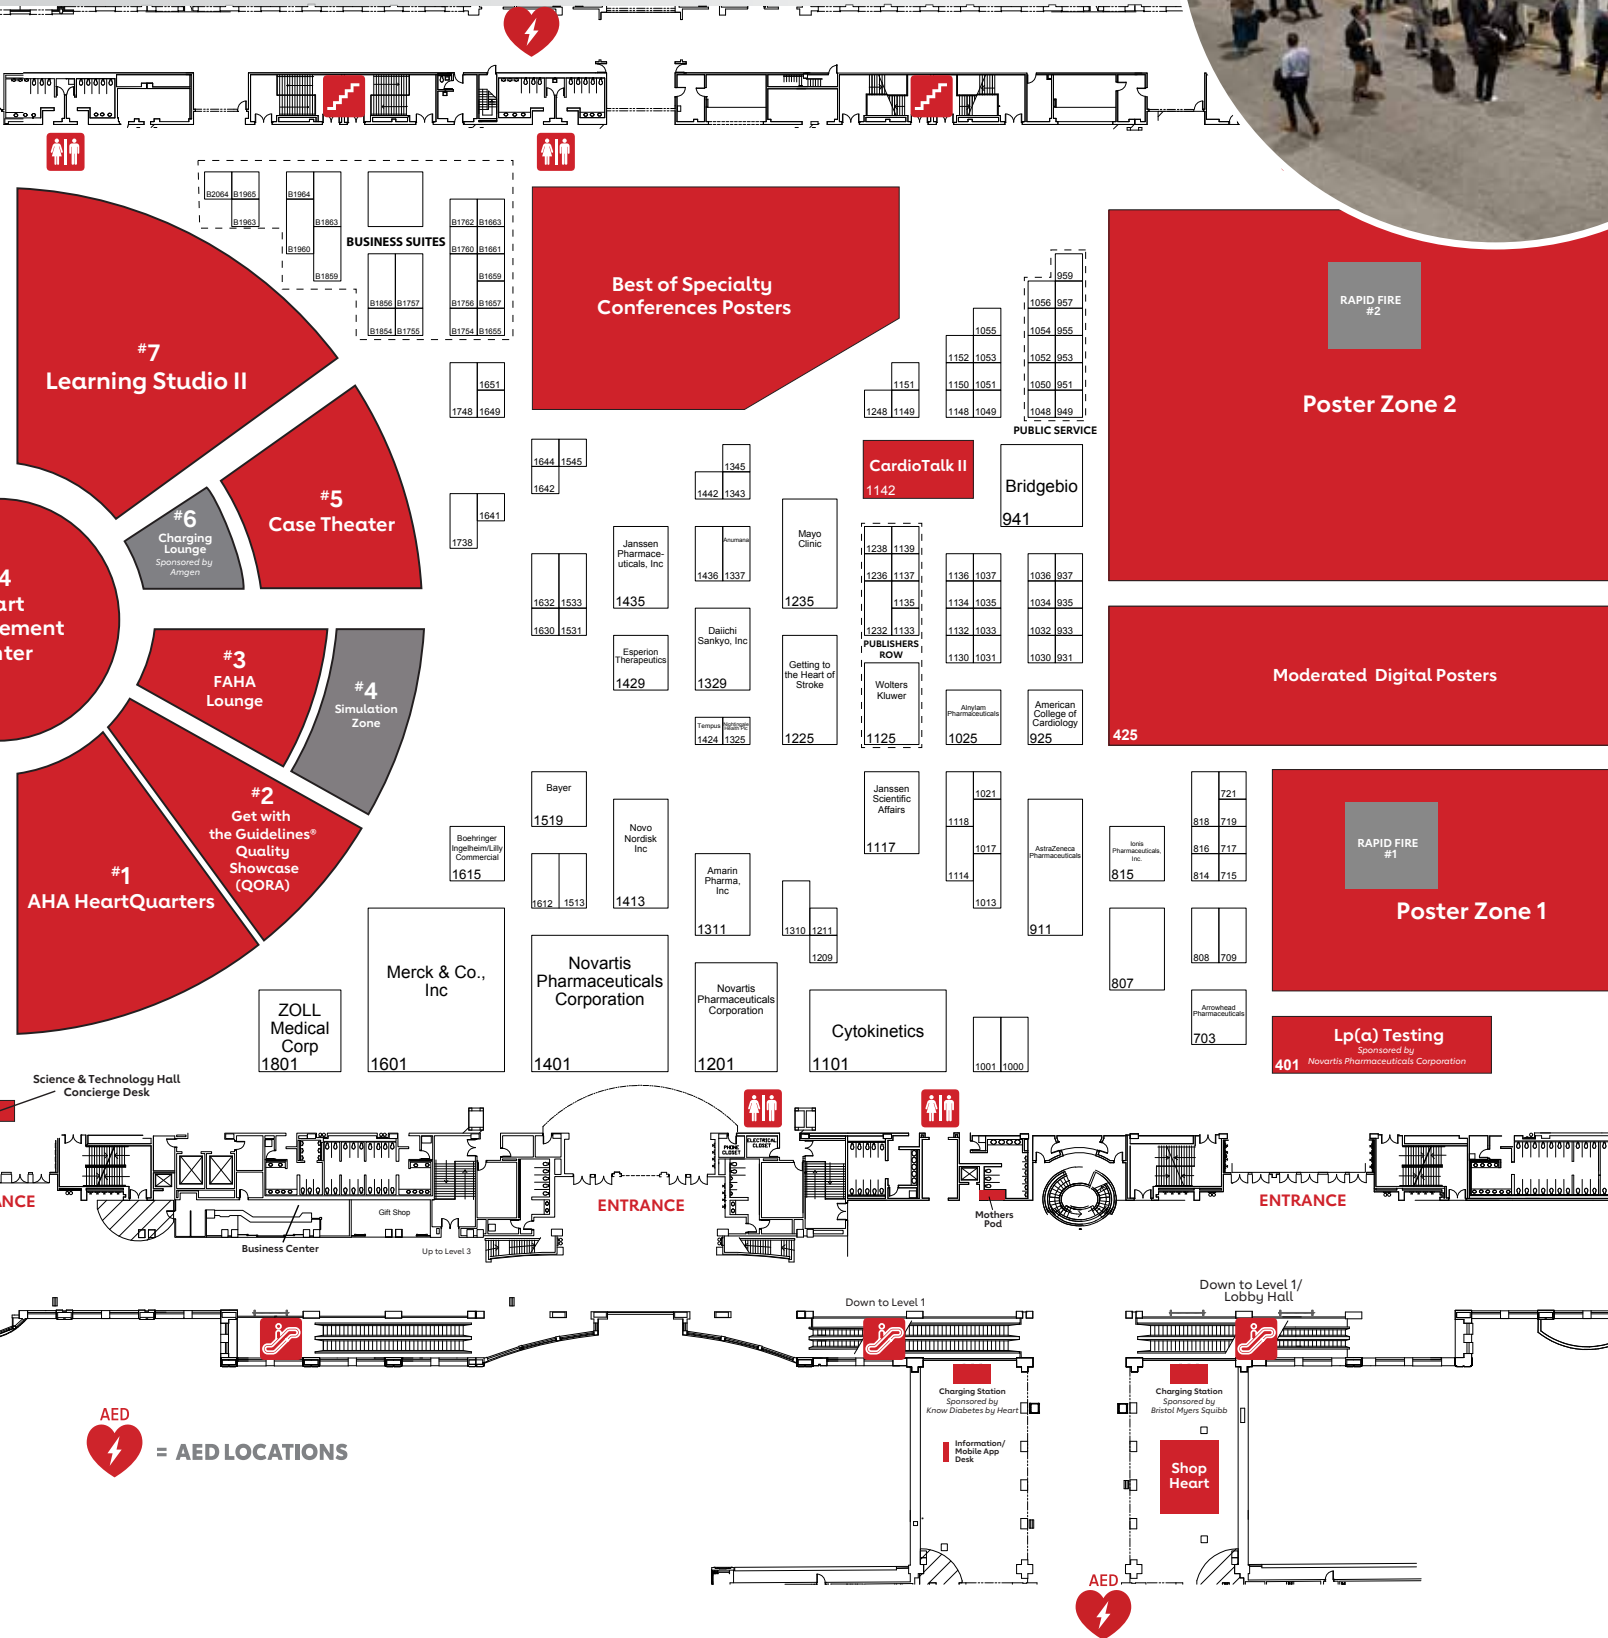 B2064 B1965
B1964
B1963
B1863
B1960
B1859
BUSINESS SUITES
B1762 B1663
B1760 B1661
B1659
B1856 B1757
B1756 B1657
B1854 B1755
B1754 B1655
#7
Learning Studio II
Best of Specialty
Conferences Posters
959
1056 957
1055
1054 955
1152 1053
1052 953
1151
1150 1051
1050 951
1248 1149
1148 1049
1048 949
PUBLIC SERVICE
RAPID FIRE
#2
Poster Zone 2
1651
1748 1649
#5
Case Theater
#6
Charging
Lounge
Sponsored by
Amgen
1644 1545
1642
1345
1442 1343
CardioTalk II
1142
Bridgebio
941
1641
1738
Janssen
Pharmace-
uticals, Inc
1435
Anumana
1436 1337
Mayo
Clinic
1235
1238 1139
1236 1137
1135
1232 1133
PUBLISHERS
ROW
1136 1037
1134 1035
1132 1033
1130 1031
1036 937
1034 935
1032 933
1030 931
1632 1533
1630 1531
4
art
ement
nter
#3
FAHA
Lounge
#4
Simulation
Zone
Esperion
Therapeutics
1429
Daiichi
Sankyo, Inc
1329
Getting to
the Heart of
Stroke
1225
Wolters
Kluwer
1125
Alnylam
Pharmaceuticals
1025
American
College of
Cardiology
925
Moderated Digital Posters
425
Tempus
1424
Nightingale
Health Plc
1325
#2
Get with
the Guidelines®
Quality
Showcase
(QORA)
#1
AHA HeartQuarters
Bayer
1519
Boehringer
Ingelheim/Lilly
Commercial
1615
Novo
Nordisk
Inc
1413
1612 1513
Amarin
Pharma,
Inc
1311
1310 1211
1209
Janssen
Scientific
Affairs
1117
1021
1118
1017
1114
1013
AstraZeneca
Pharmaceuticals
911
Ionis
Pharmaceuticals,
Inc.
815
721
818 719
816 717
814 715
RAPID FIRE
#1
Poster Zone 1
807
808 709
ZOLL
Medical
Corp
1801
Merck & Co.,
Inc
1601
Novartis
Pharmaceuticals
Corporation
1401
Novartis
Pharmaceuticals
Corporation
1201
Cytokinetics
1101
1001 1000
Arrowhead
Pharmaceuticals
703
Lp(a) Testing
Sponsored by
401 Novartis Pharmaceuticals Corporation
Science & Technology Hall
Concierge Desk
PHONE
CLOSET
ELECTRICAL
CLOSET
ANCE
ENTRANCE
ENTRANCE
Gift Shop
Business Center
Up to Level 3
Mothers
Pod
Down to Level 1
Down to Level 1/
Lobby Hall
Charging Station
Sponsored by
Know Diabetes by Heart
Charging Station
Sponsored by
Bristol Myers Squibb
Information/
Mobile App
Desk
Shop
Heart
AED
= AED LOCATIONS
AED